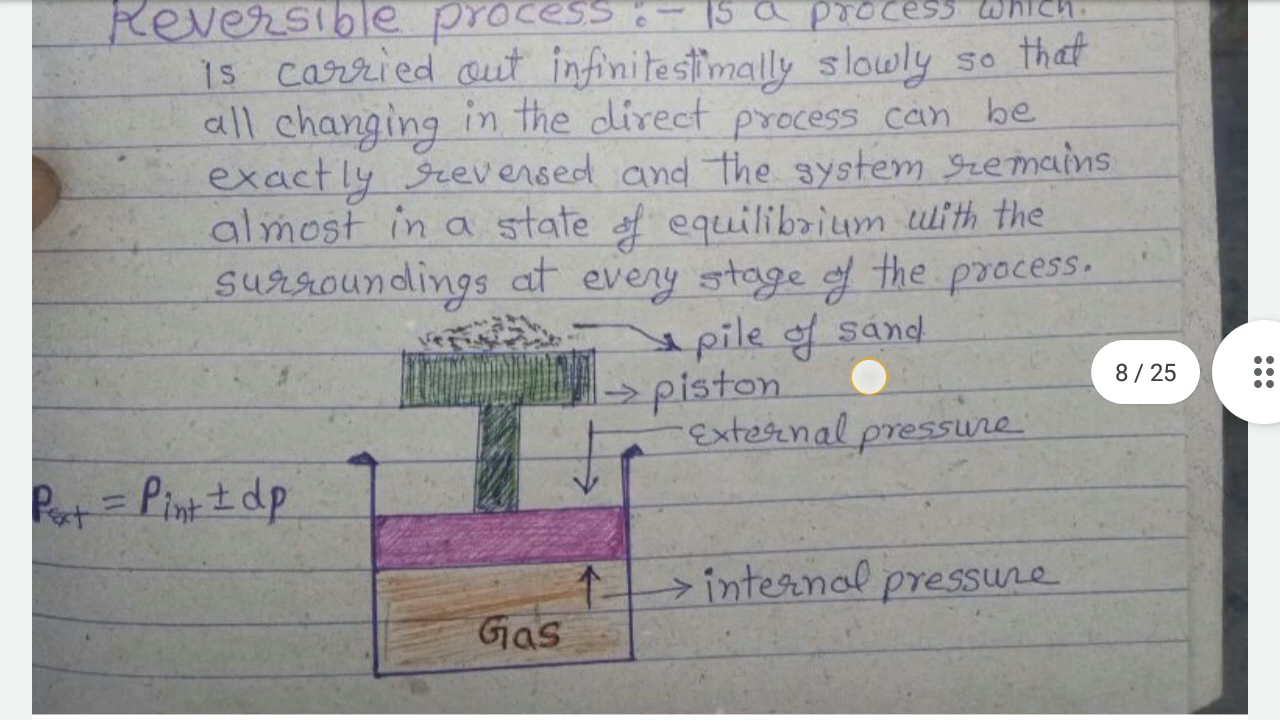 Reversible process :- Is a process which.
is carried out infinitestimally slowly so that
all changing in the direct process can be
exactly reversed and the system remains
almost in a state of equilibrium with the
surroundings at every stage of the process.
pile of sand
piston
8 / 25
External pressure
Pext = Pint ± dp
internal pressure
Gas